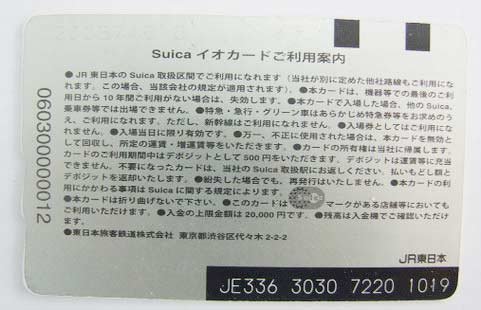 Suica イオカードご利用案内
●JR東日本のSuica取扱区間でご利用になれます(当社が別に定めた他社路線もご利用にな
れます。この場合、当該会社の規定が適用されます)。●本カードは、機器等での最後のご利
用日から10年間ご利用がない場合は、失効します。●本カードで入場した場合、他のSuica、
乗車券等では出場できません。●特急・急行・グリーン車はあらかじめ特急券等をお求めのう
え、ご利用になれます。ただし、新幹線はご利用になれません。●入場券としてはご利用にな
れません。●入場当日に限り有効です。●万一、不正に使用された場合は、本カードを無効と
して回収し、所定の運賃・増運賃等をいただきます。●カードの所有権は当社に帰属します。
カードのご利用期間中はデポジットとして500円をいただきます。デポジットは運賃等に充当
できません。不要になったカードは、当社のSuica取扱駅にお返しください。払いもどし額と
デポジットを返却いたします。●紛失した場合でも、再発行はいたしません。●本カードの利
用にかかわる事項はSuicaに関する規定によります。
●本カードは折り曲げないで下さい。●このカードは マークがある店舗等においても
ご利用いただけます。●入金の上限金額は20,000円です。●残高は入金機でご確認いただけ
ます。
●東日本旅客鉄道株式会社 東京都渋谷区代々木2-2-2
JR東日本
JE336 3030 7220 1019
0603000000012